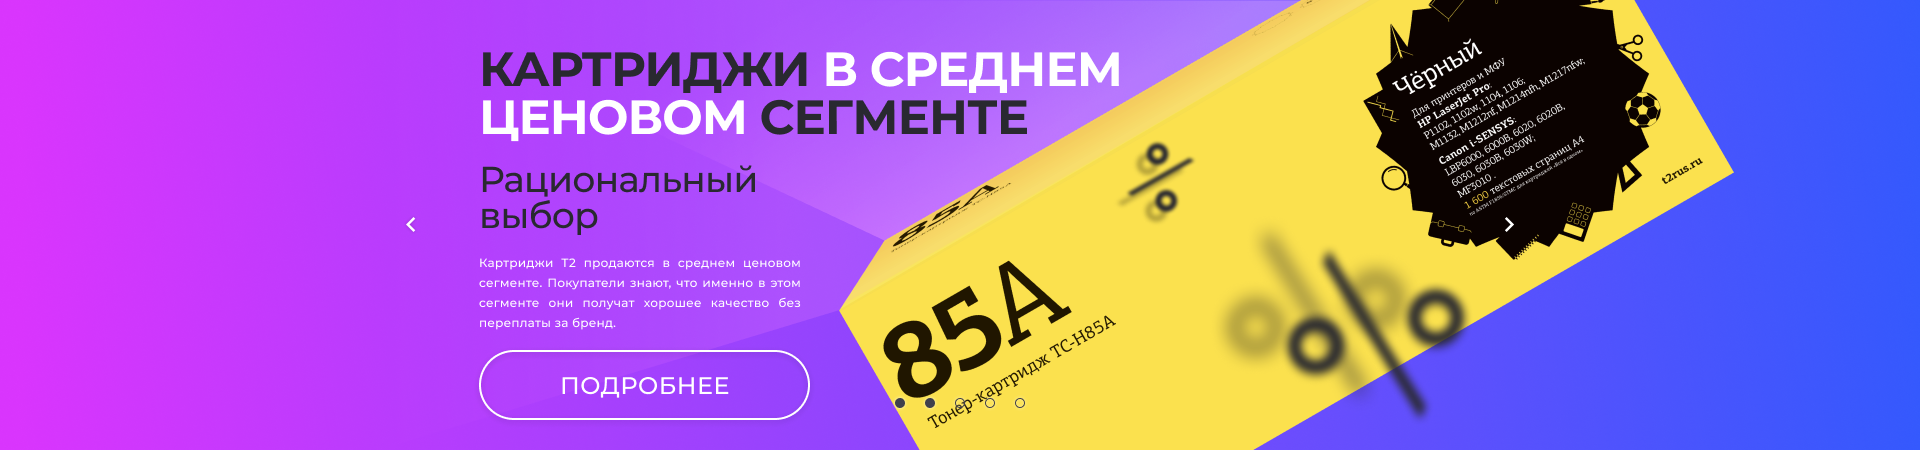 КАРТРИДЖИ В СРЕДНЕМ
ЦЕНОВОМ СЕГМЕНТЕ
Рациональный
выбор
Картриджи Т2 продаются в среднем ценовом
сегменте. Покупатели знают, что именно в этом
сегменте они получат хорошее качество без
переплаты за бренд.
ПОДРОБНЕЕ
85A
85A
Тонер-картридж TC-H85A
%
%
Чёрный
Для принтеров и МФУ
HP LaserJet Pro:
P1102, 1102w, 1104, 1106;
M1132, M1212nf, M1214nfh, M1217nfw;
Canon i-SENSYS:
LBP6000, 6000B, 6020, 6020B,
6030, 6030B, 6030W;
MF3010 .
1 600 текстовых страниц А4
t2rus.ru